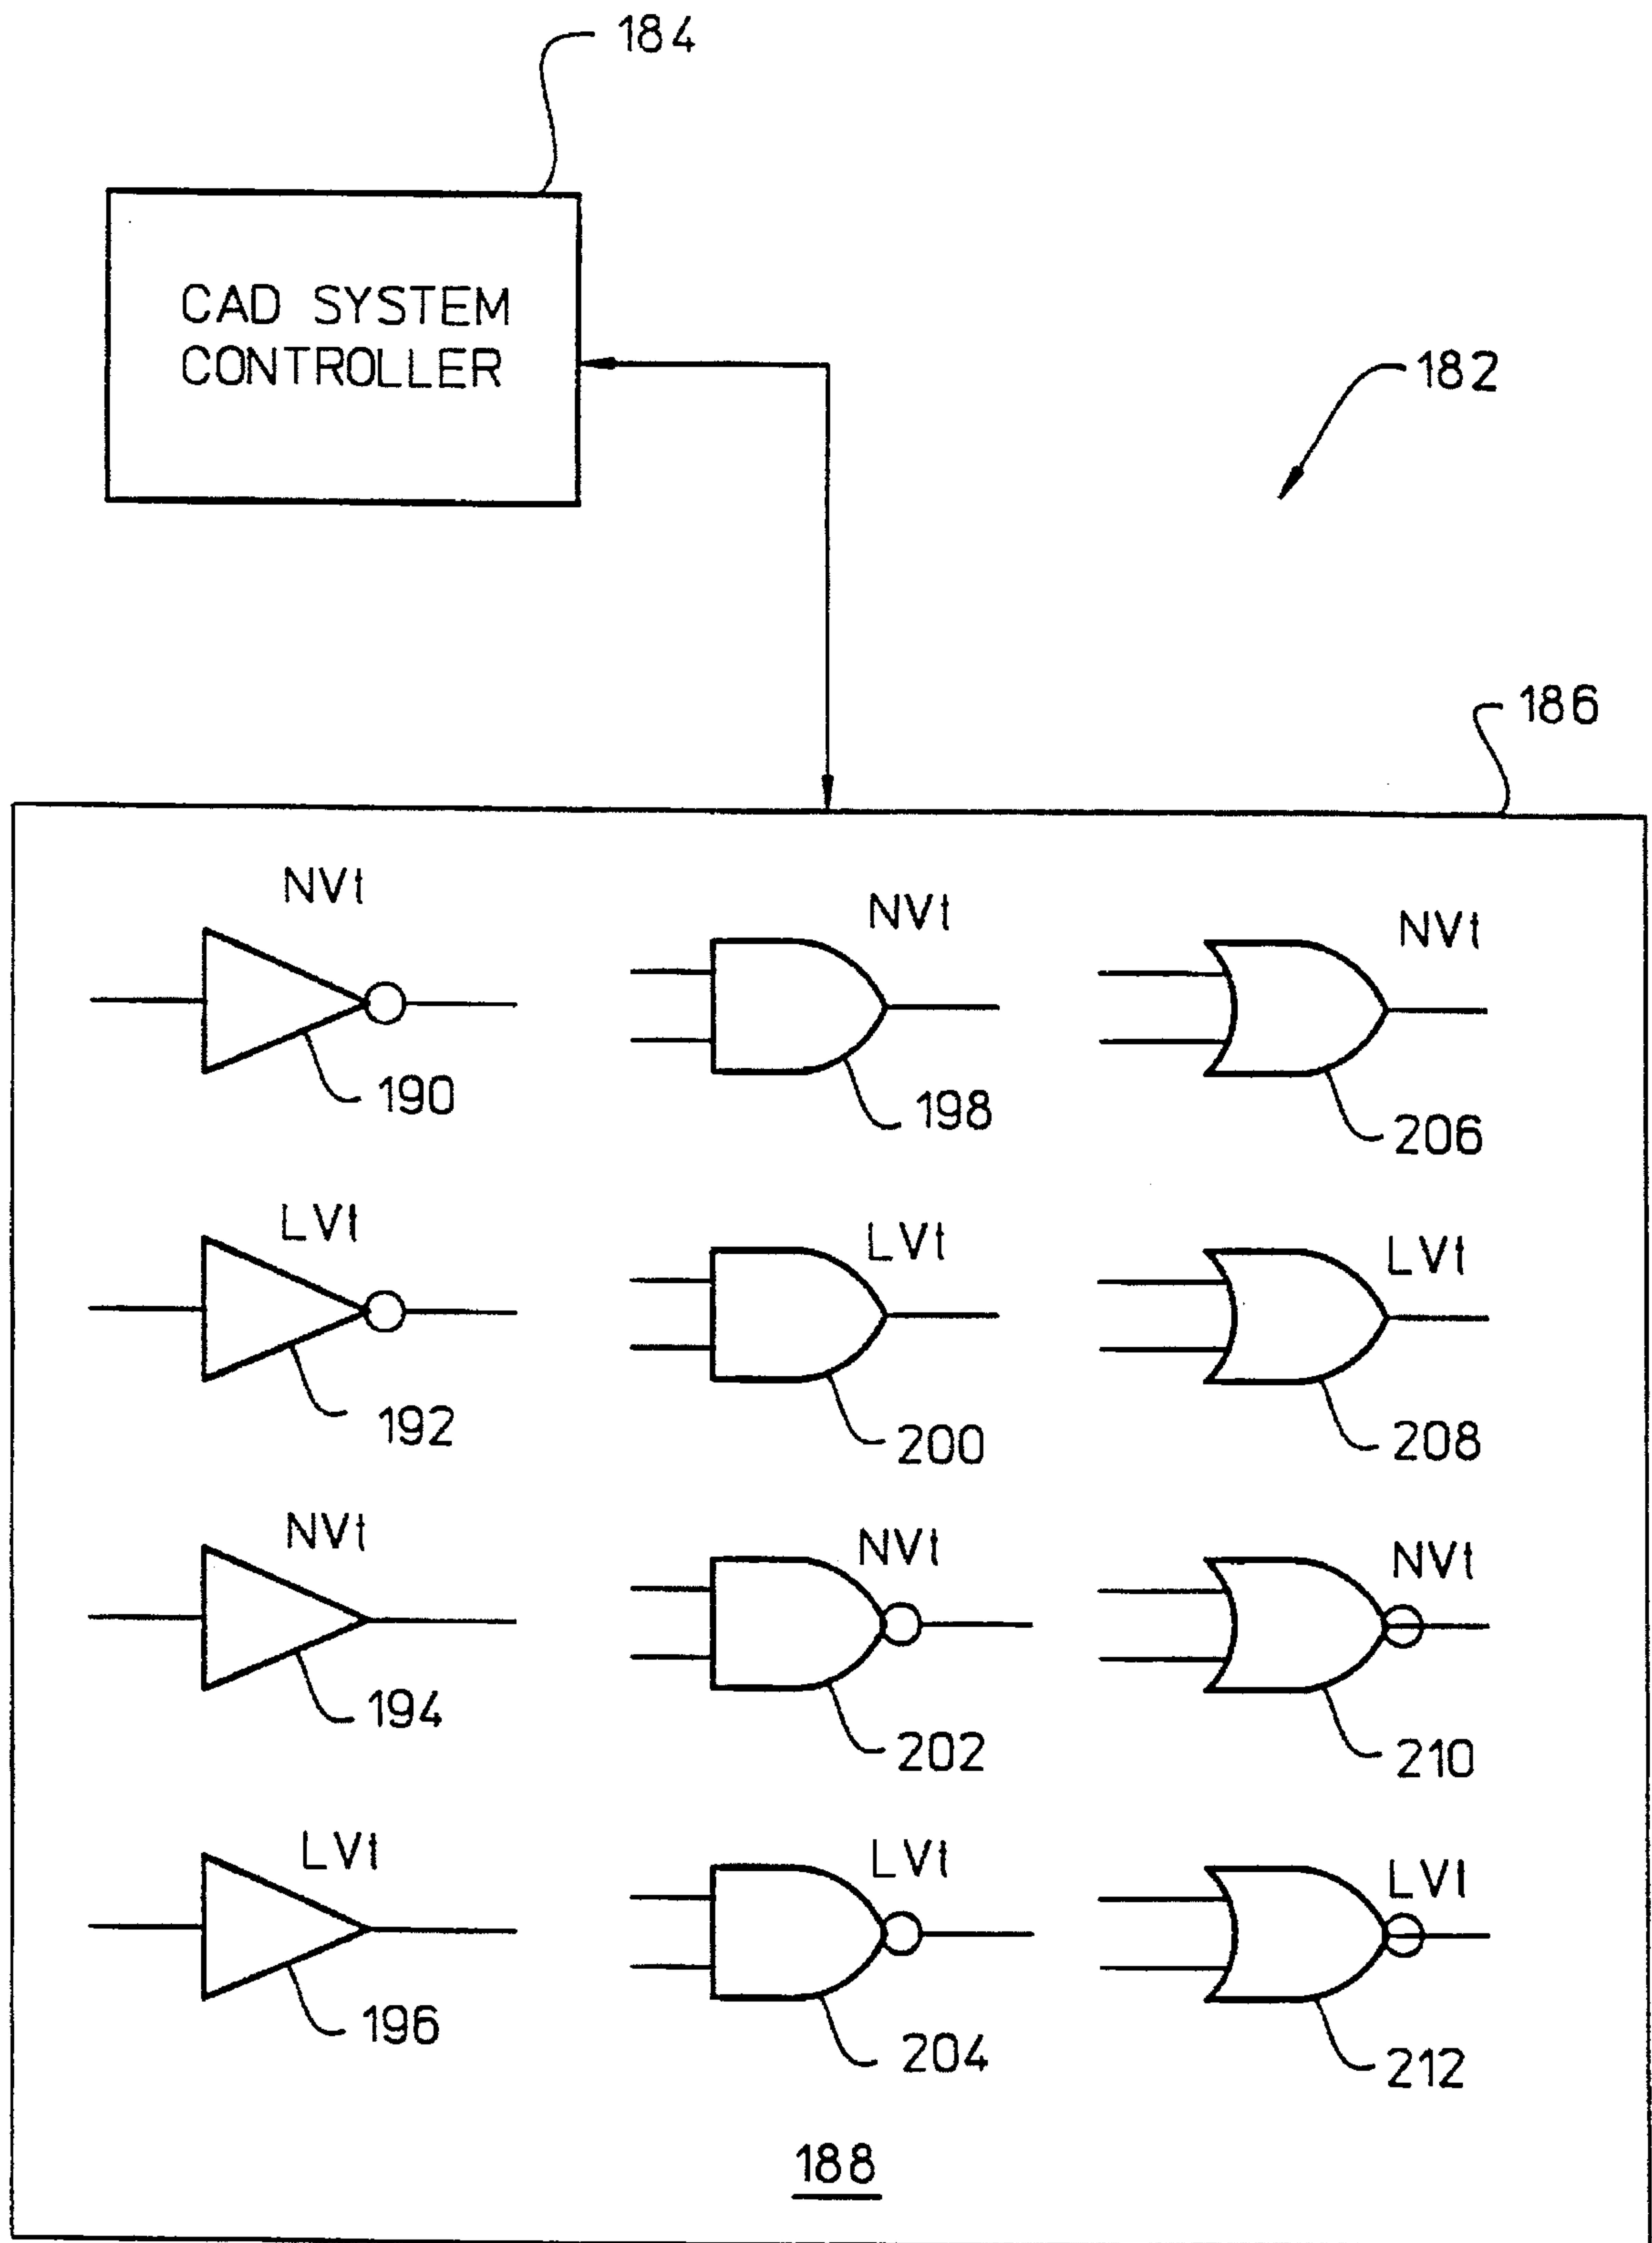 184
CAD SYSTEM
CONTROLLER
182
186
NVt
NVt
NVt
190
198
206
LVt
LVt
LVt
192
200
208
NVt
NVt
NVt
194
202
210
LVt
LVt
LVt
196
204
212
188